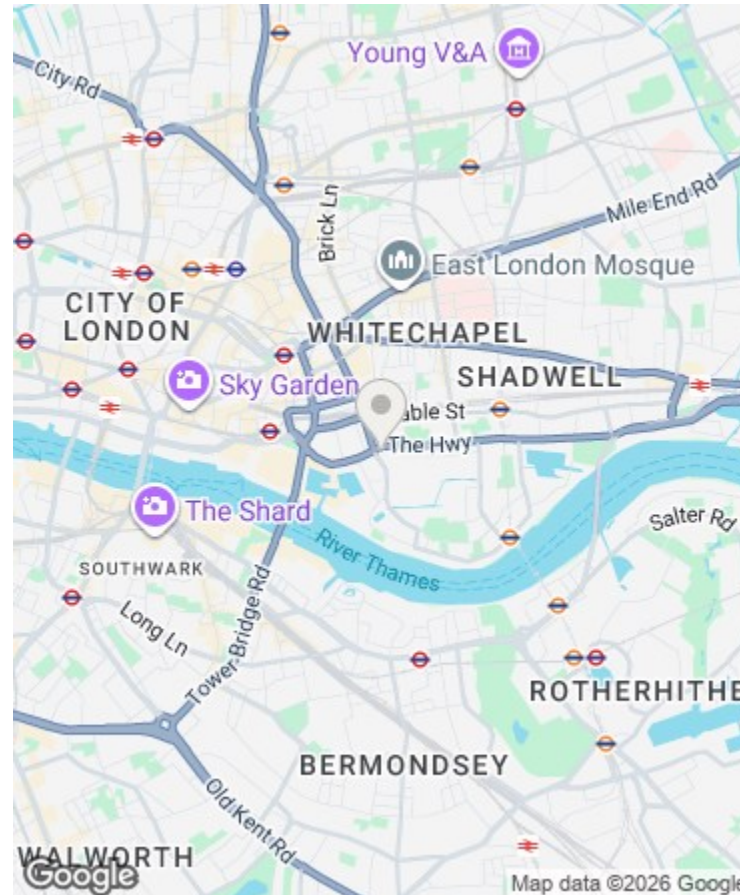 Young V&A
City Rd
Brick Ln
Mile End Rd
East London Mosque
CITY OF
LONDON
WHITECHAPEL
Sky Garden
SHADWELL
able St
The Hwy
The Shard
River Thames
Salter Rd
SOUTHWARK
Long Ln
Tower Bridge Rd
ROTHERHITHE
BERMONDSEY
Old Kent Rd
WALWORTH
Google
Map data ©2026 Google